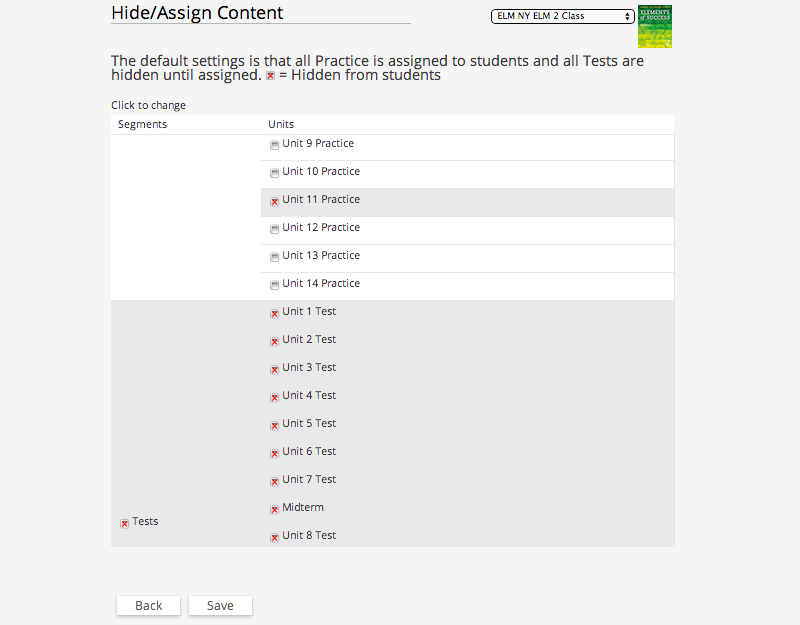 Hide/Assign Content
ELM NY ELM 2 Class
ELEMENTS
of SUCCESS
The default settings is that all Practice is assigned to students and all Tests are
hidden until assigned. = Hidden from students
Click to change
Segments Units
Unit 9 Practice
Unit 10 Practice
Unit 11 Practice
Unit 12 Practice
Unit 13 Practice
Unit 14 Practice
Unit 1 Test
Unit 2 Test
Unit 3 Test
Unit 4 Test
Unit 5 Test
Unit 6 Test
Unit 7 Test
Midterm
Tests
Unit 8 Test
Back Save